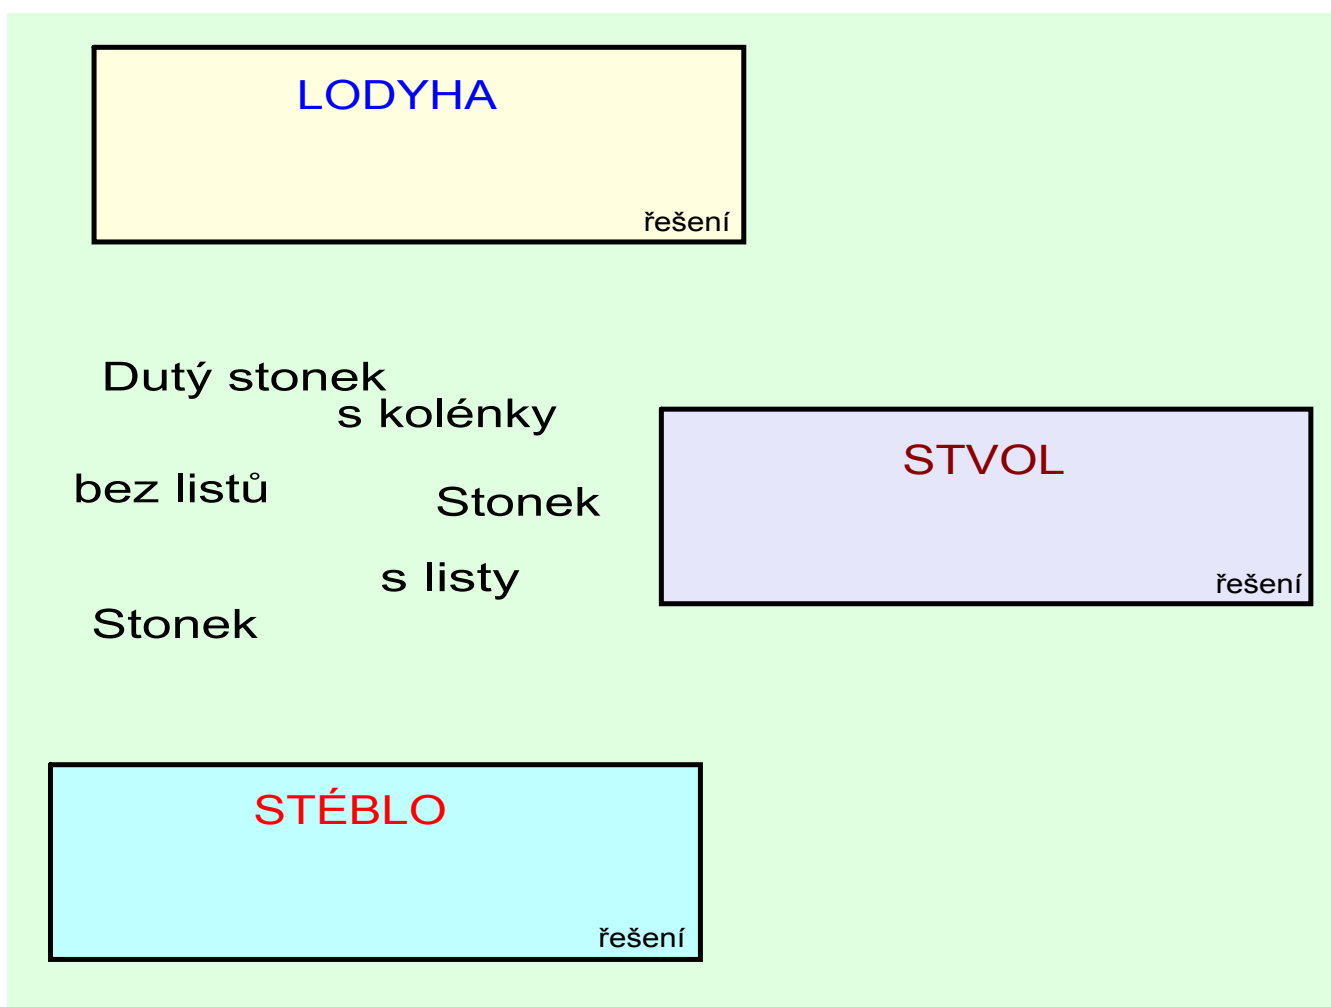 LODYHA
řešení
Dutý stonek
s kolénky
STVOL
bez listů
Stonek
s listy
řešení
Stonek
STÉBLO
řešení